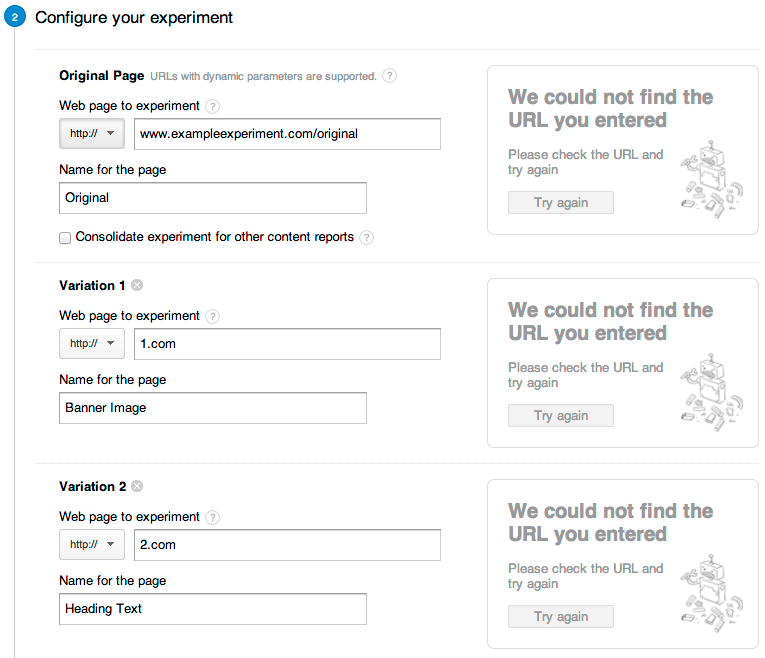 2 Configure your experiment
Original Page URLs with dynamic parameters are supported. ?
Web page to experiment ?
http:// www.exampleexperiment.com/original
Name for the page
Original
Consolidate experiment for other content reports ?
We could not find the
URL you entered
Please check the URL and
try again
Try again
Variation 1
Web page to experiment ?
http:// 1.com
Name for the page
Banner Image
We could not find the
URL you entered
Please check the URL and
try again
Try again
Variation 2
Web page to experiment ?
http:// 2.com
Name for the page
Heading Text
We could not find the
URL you entered
Please check the URL and
try again
Try again